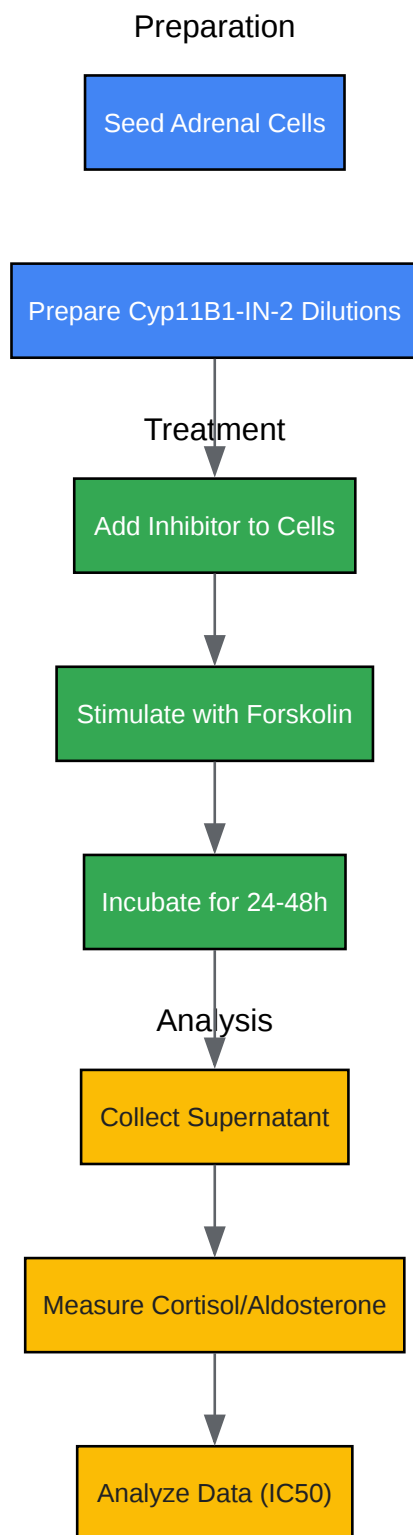 Preparation
Seed Adrenal Cells
Prepare Cyp11B1-IN-2 Dilutions
Treatment
Add Inhibitor to Cells
Stimulate with Forskolin
Incubate for 24-48h
Analysis
Collect Supernatant
Measure Cortisol/Aldosterone
Analyze Data (IC50)